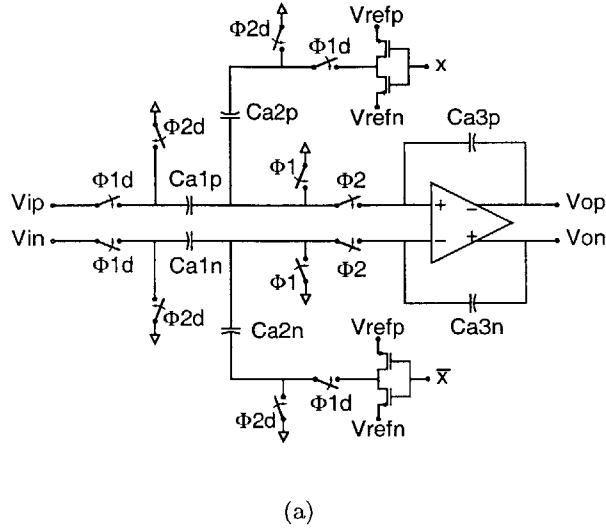 Φ2d Φ1d Vrefp
x
Vrefn
Φ2d Ca2p Ca3p
Φ1d Ca1p Φ1 Φ2
Vip + − Vop
Vin − + Von
Φ1d Ca1n Φ1 Φ2
Φ2d Ca2n Ca3n
Vrefp
x̅
Φ1d
Φ2d Vrefn
(a)